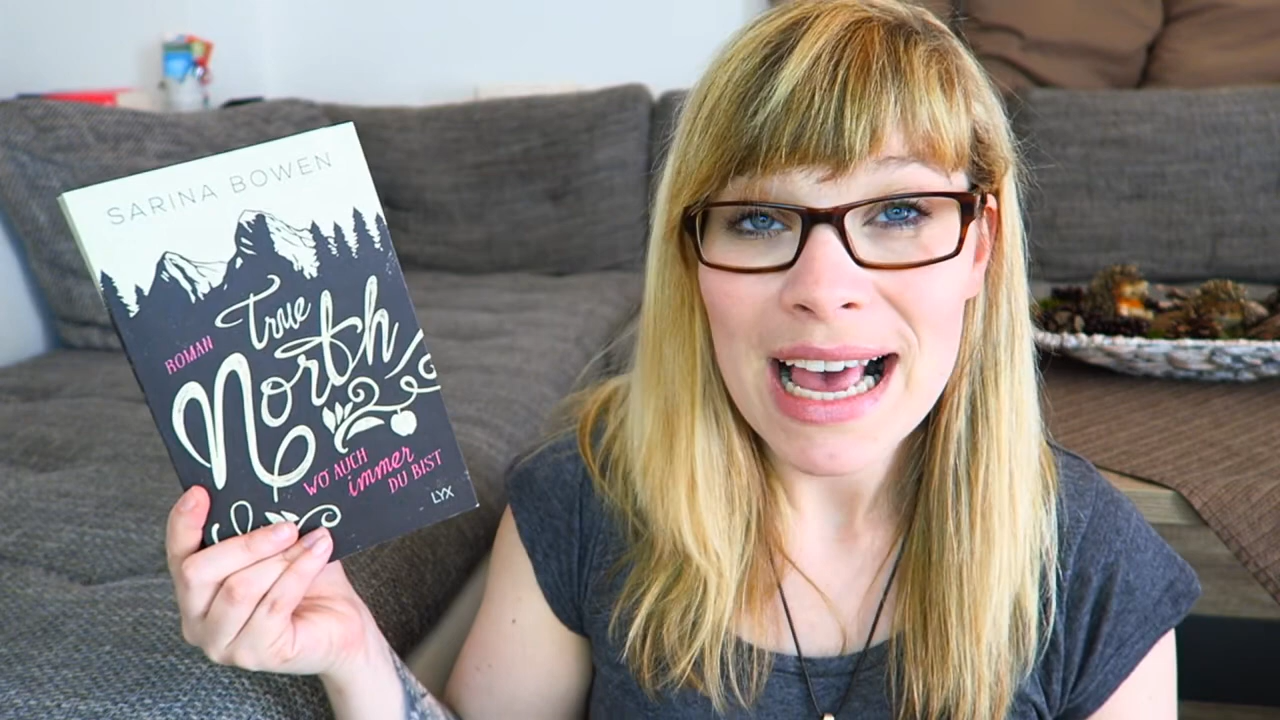 SARINA BOWEN
True
ROMAN
North
WO AUCH
immer
DU BIST
LYX